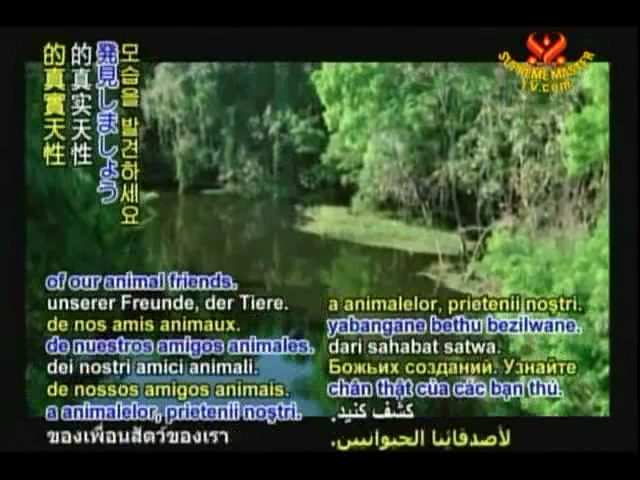 的真實天性
的真实天性
発見しましょう
모습을 발견하세요
SUPREME MASTER
TV.com
of our animal friends.
unserer Freunde, der Tiere.
de nos amis animaux.
de nuestros amigos animales.
dei nostri amici animali.
de nossos amigos animais.
a animalelor, prietenii noştri.
ของเพื่อนสัตว์ของเรา
a animalelor, prietenii noştri.
yabangane bethu bezilwane.
dari sahabat satwa.
Божьих созданий. Узнайте
chân thật của các bạn thú.
کشف کنید.
لأصدقائنا الحيوانيين.